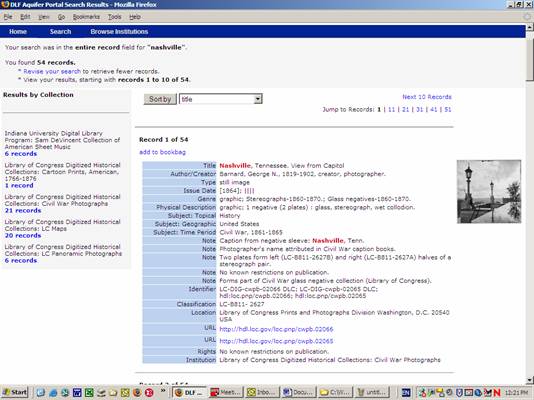 DLF Aquifer Portal Search Results - Mozilla Firefox
File Edit View Go Bookmarks Tools Help
Home Search Browse Institutions
Your search was in the entire record field for "nashville".
You found 54 records.
* Revise your search to retrieve fewer records.
* View your results, starting with records 1 to 10 of 54.
Results by Collection
Indiana University Digital Library
Program: Sam DeVincent Collection of
American Sheet Music
6 records
Library of Congress Digitized Historical
Collections: Cartoon Prints, American,
1766-1876
1 record
Library of Congress Digitized Historical
Collections: Civil War Photographs
21 records
Library of Congress Digitized Historical
Collections: LC Maps
20 records
Library of Congress Digitized Historical
Collections: LC Panoramic Photographs
6 records
Sort by title
Next 10 Records
Jump to Records: 1 | 11 | 21 | 31 | 41 | 51
Record 1 of 54
add to bookbag
Title Nashville, Tennessee. View from Capitol
Author/Creator Barnard, George N., 1819-1902, creator, photographer.
Type still image
Issue Date [1864]; ||||
Genre graphic; Stereographs-1860-1870.; Glass negatives-1860-1870.
Physical Description graphic; 1 negative (2 plates) : glass, stereograph, wet collodion.
Subject: Topical History
Subject: Geographic United States
Subject: Time Period Civil War, 1861-1865
Note Caption from negative sleeve: Nashville, Tenn.
Note Photographer's name attributed in Civil War caption books.
Note Two plates form left (LC-B811-2627B) and right (LC-B811-2627A) halves of a
stereograph pair.
Note No known restrictions on publication.
Note Forms part of Civil War glass negative collection (Library of Congress).
Identifier LC-DIG-cwpb-02066 DLC; LC-DIG-cwpb-02065 DLC;
hdl:loc.pnp/cwpb.02066; hdl:loc.pnp/cwpb.02065
Classification LC-B811- 2627
Location Library of Congress Prints and Photographs Division Washington, D.C. 20540
USA
URL http://hdl.loc.gov/loc.pnp/cwpb.02066
URL http://hdl.loc.gov/loc.pnp/cwpb.02065
Rights No known restrictions on publication.
Institution Library of Congress Digitized Historical Collections: Civil War Photographs
Start DLF ... Meet... Inbo... Docu... C:\W... untitl... EN 12:21 PM